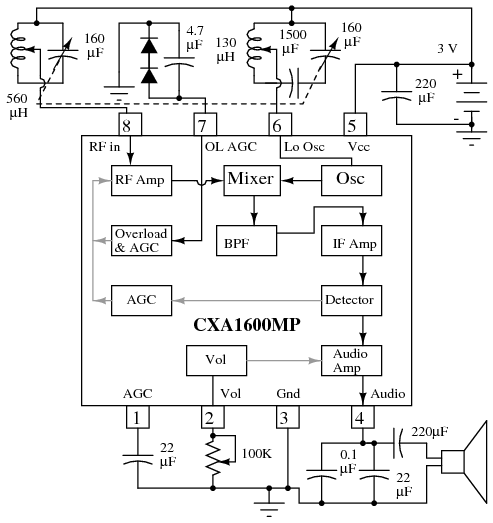 160
μF
4.7
μF
130
μH
1500
μF
160
μF
3 V
+
-
220
μF
560
μH
8
7
6
5
RF in
OL AGC
Lo Osc
Vcc
RF Amp
Mixer
Osc
Overload
& AGC
BPF
IF Amp
AGC
Detector
CXA1600MP
Vol
Audio
Amp
AGC
Vol
Gnd
Audio
1
2
3
4
22
μF
100K
0.1
μF
22
μF
220μF